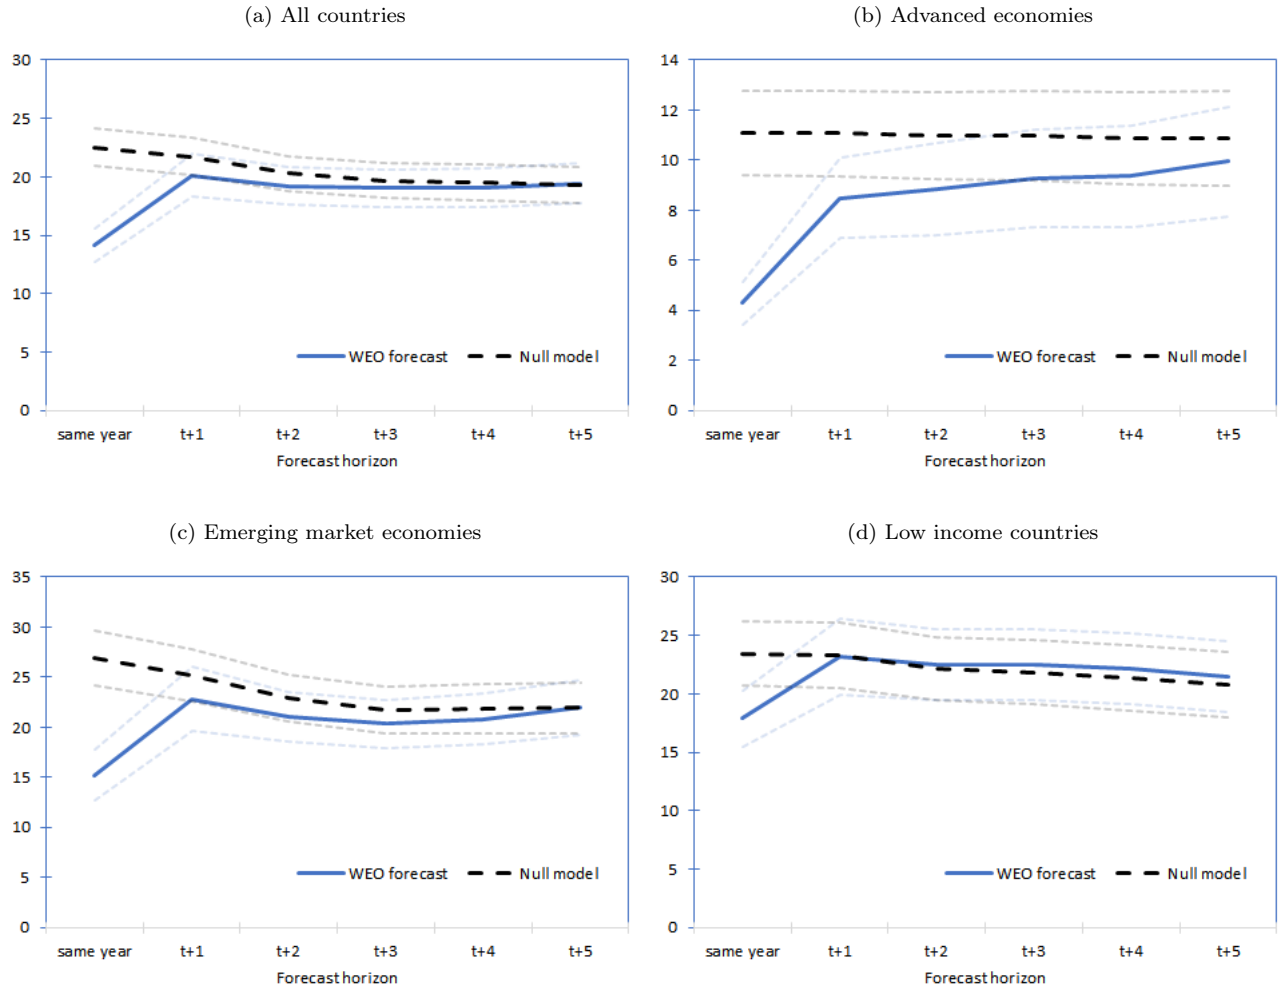 (a) All countries
30
25
20
15
10
5
0
same year t+1 t+2 t+3 t+4 t+5
Forecast horizon
WEO forecast Null model
(b) Advanced economies
14
12
10
8
6
4
2
0
same year t+1 t+2 t+3 t+4 t+5
Forecast horizon
WEO forecast Null model
(c) Emerging market economies
35
30
25
20
15
10
5
0
same year t+1 t+2 t+3 t+4 t+5
Forecast horizon
WEO forecast Null model
(d) Low income countries
30
25
20
15
10
5
0
same year t+1 t+2 t+3 t+4 t+5
Forecast horizon
WEO forecast Null model